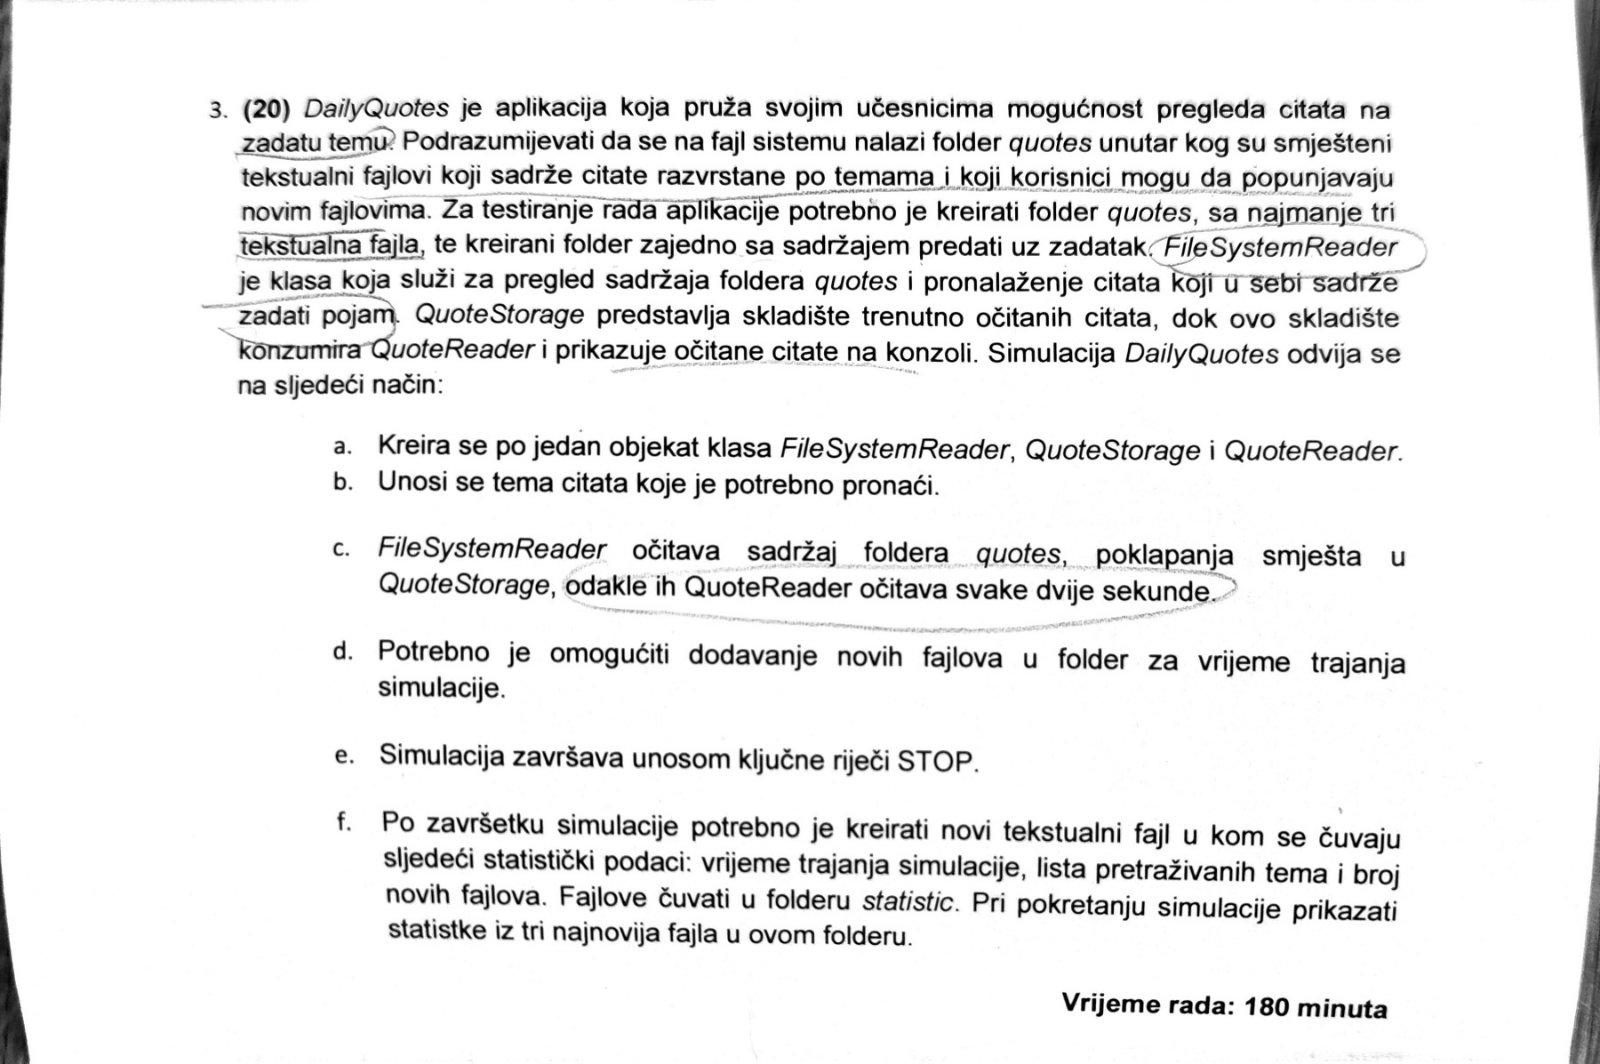 3. (20) DailyQuotes je aplikacija koja pruža svojim učesnicima mogućnost pregleda citata na
zadatu temu. Podrazumijevati da se na fajl sistemu nalazi folder quotes unutar kog su smješteni
tekstualni fajlovi koji sadrže citate razvrstane po temama i koji korisnici mogu da popunjavaju
novim fajlovima. Za testiranje rada aplikacije potrebno je kreirati folder quotes, sa najmanje tri
tekstualna fajla, te kreirani folder zajedno sa sadržajem predati uz zadatak. FileSystemReader
je klasa koja služi za pregled sadržaja foldera quotes i pronalaženje citata koji u sebi sadrže
zadati pojam. QuoteStorage predstavlja skladište trenutno očitanih citata, dok ovo skladište
konzumira QuoteReader i prikazuje očitane citate na konzoli. Simulacija DailyQuotes odvija se
na sljedeći način:
a. Kreira se po jedan objekat klasa FileSystemReader, QuoteStorage i QuoteReader.
b. Unosi se tema citata koje je potrebno pronaći.
c. FileSystemReader očitava sadržaj foldera quotes, poklapanja smješta u
QuoteStorage, odakle ih QuoteReader očitava svake dvije sekunde.
d. Potrebno je omogućiti dodavanje novih fajlova u folder za vrijeme trajanja
simulacije.
e. Simulacija završava unosom ključne riječi STOP.
f. Po završetku simulacije potrebno je kreirati novi tekstualni fajl u kom se čuvaju
sljedeći statistički podaci: vrijeme trajanja simulacije, lista pretraživanih tema i broj
novih fajlova. Fajlove čuvati u folderu statistic. Pri pokretanju simulacije prikazati
statistke iz tri najnovija fajla u ovom folderu.
Vrijeme rada: 180 minuta